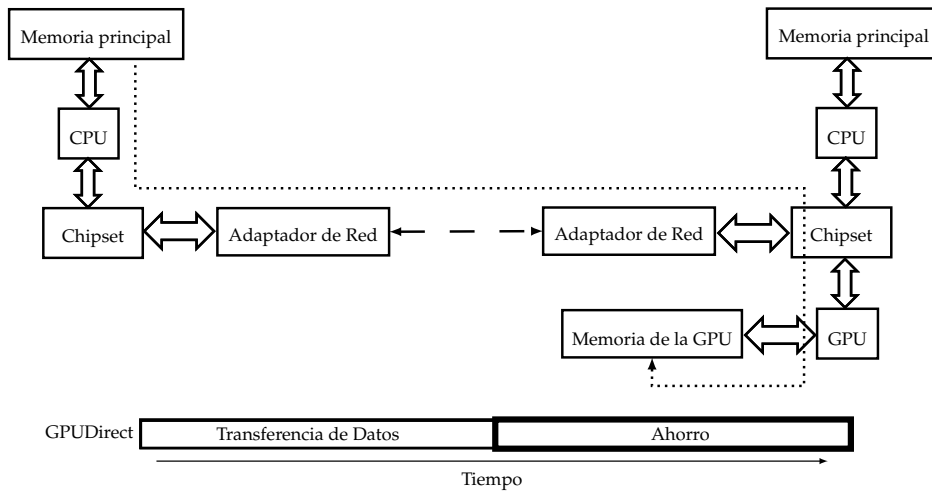 Memoria principal
Memoria principal
CPU
CPU
Chipset
Adaptador de Red
Adaptador de Red
Chipset
Memoria de la GPU
GPU
GPUDirect
Transferencia de Datos
Ahorro
Tiempo